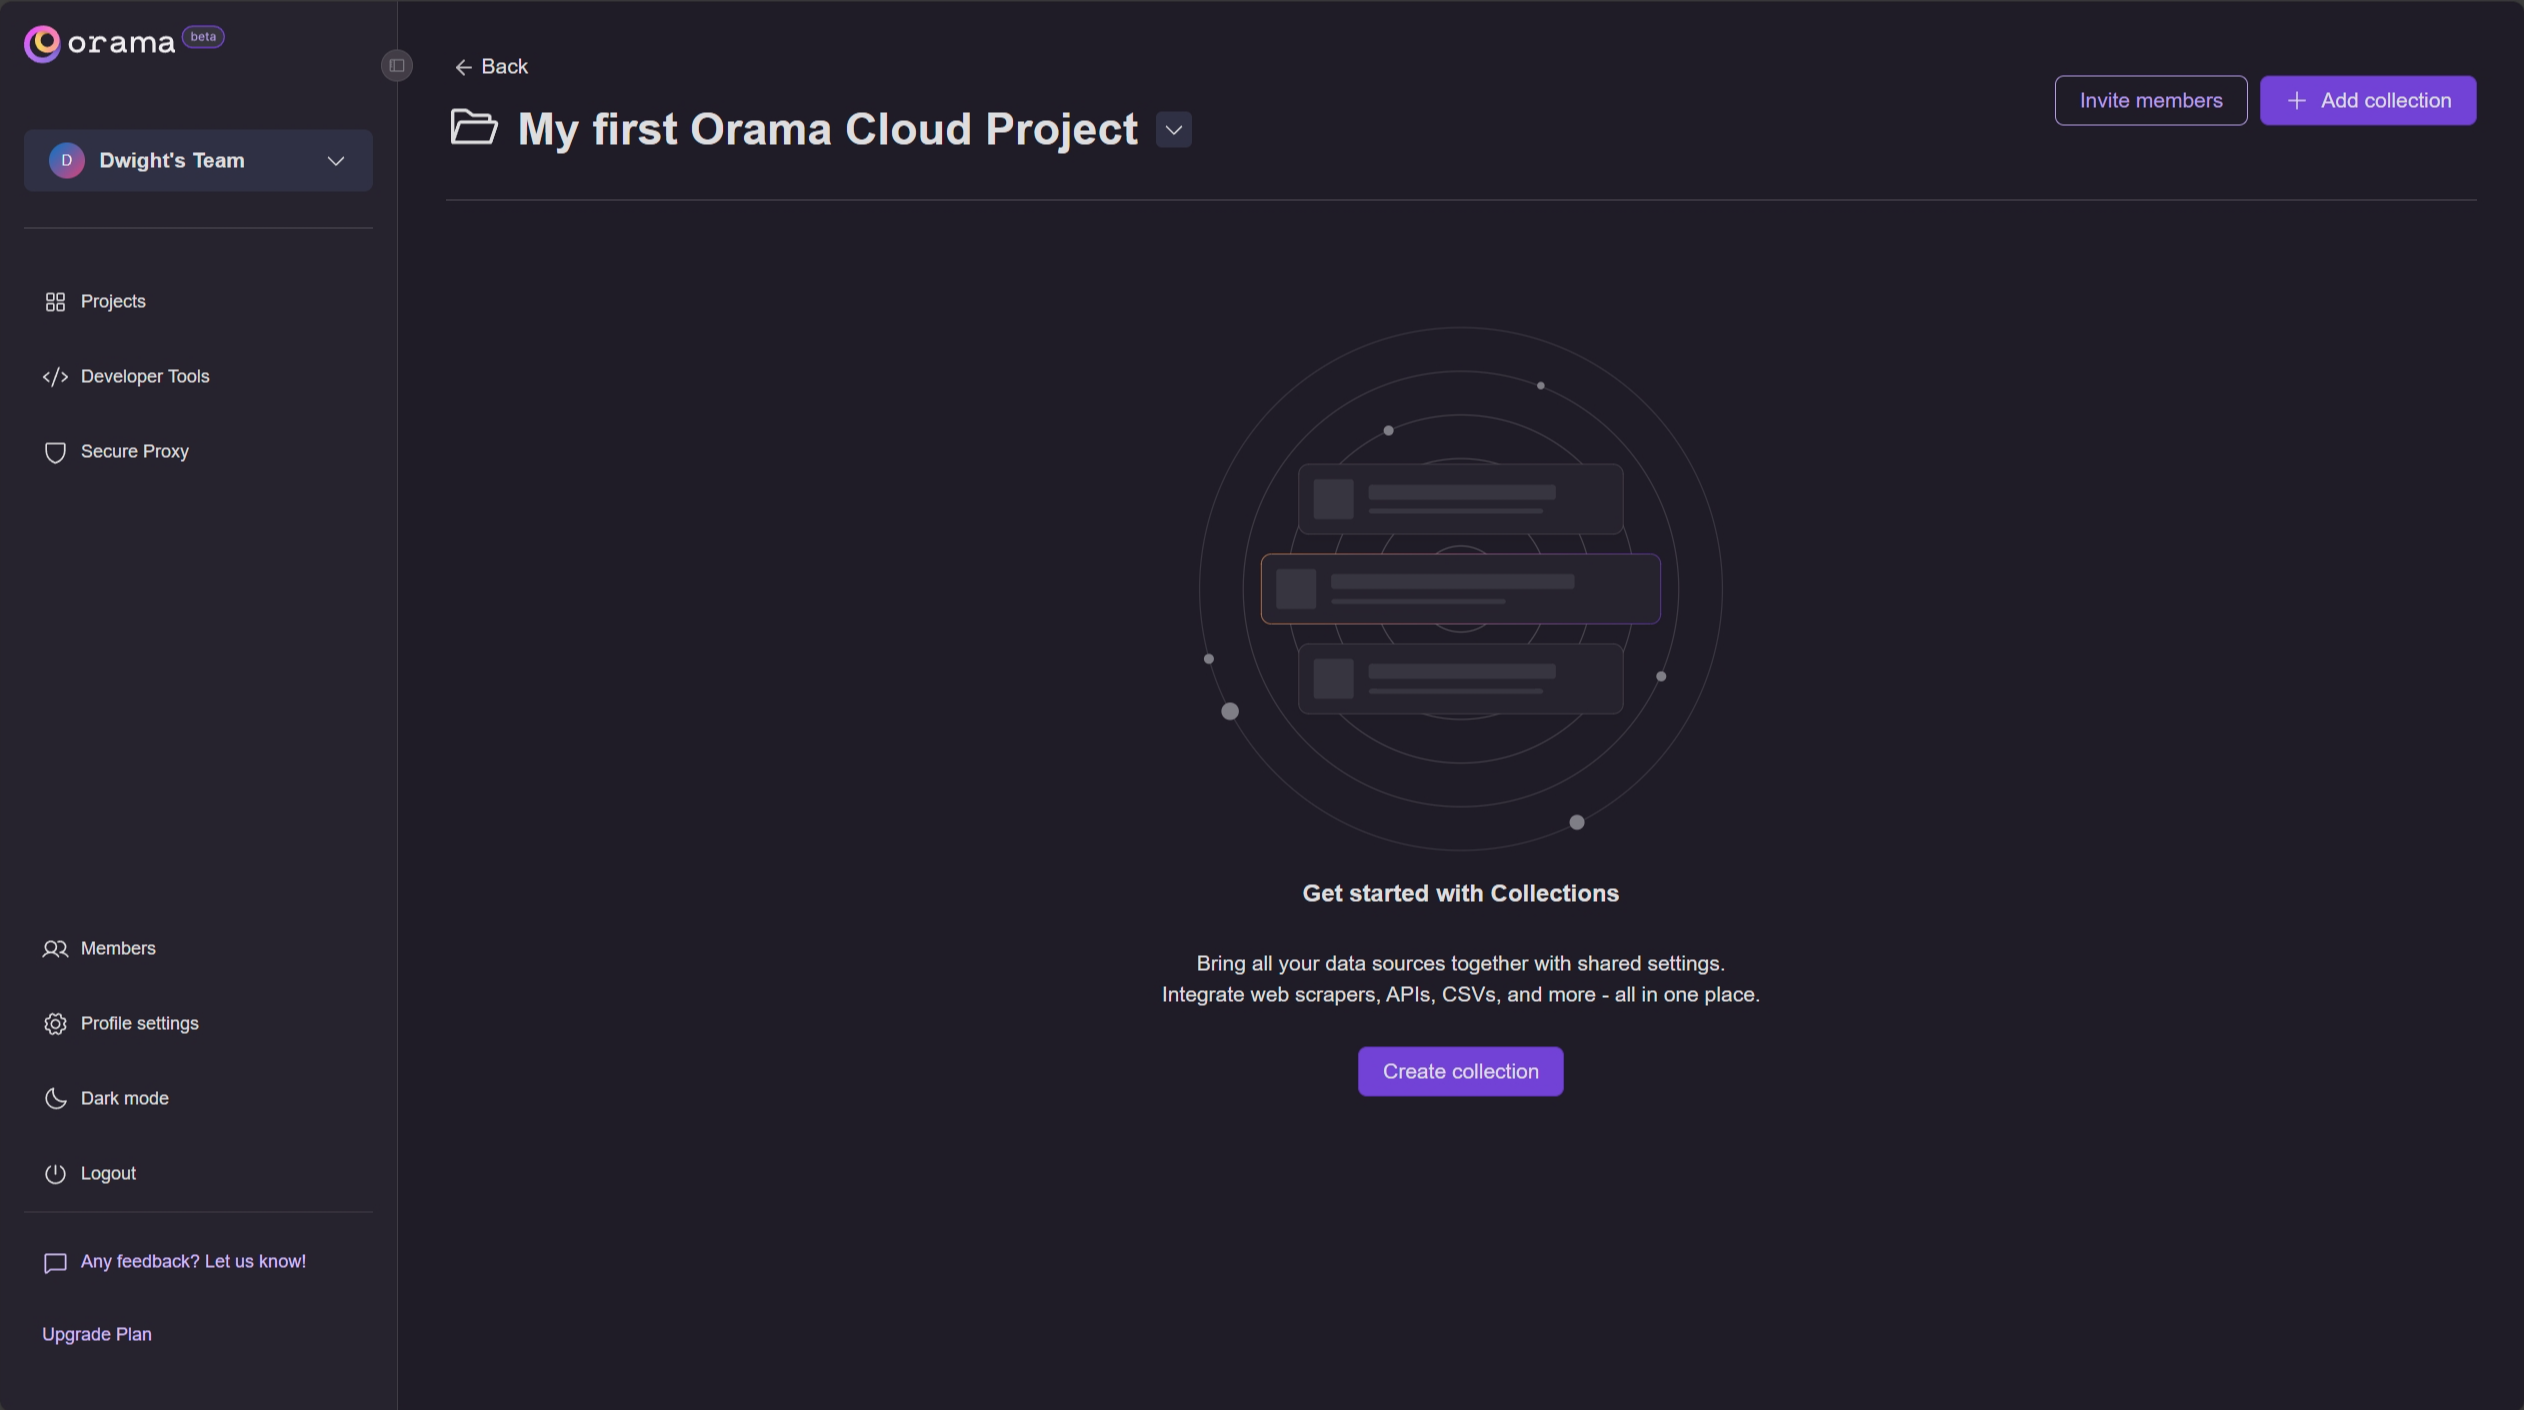 orama beta
D Dwight's Team
Projects
Developer Tools
Secure Proxy
Members
Profile settings
Dark mode
Logout
Any feedback? Let us know!
Upgrade Plan
Back
My first Orama Cloud Project
Invite members
Add collection
Get started with Collections
Bring all your data sources together with shared settings.
Integrate web scrapers, APIs, CSVs, and more - all in one place.
Create collection